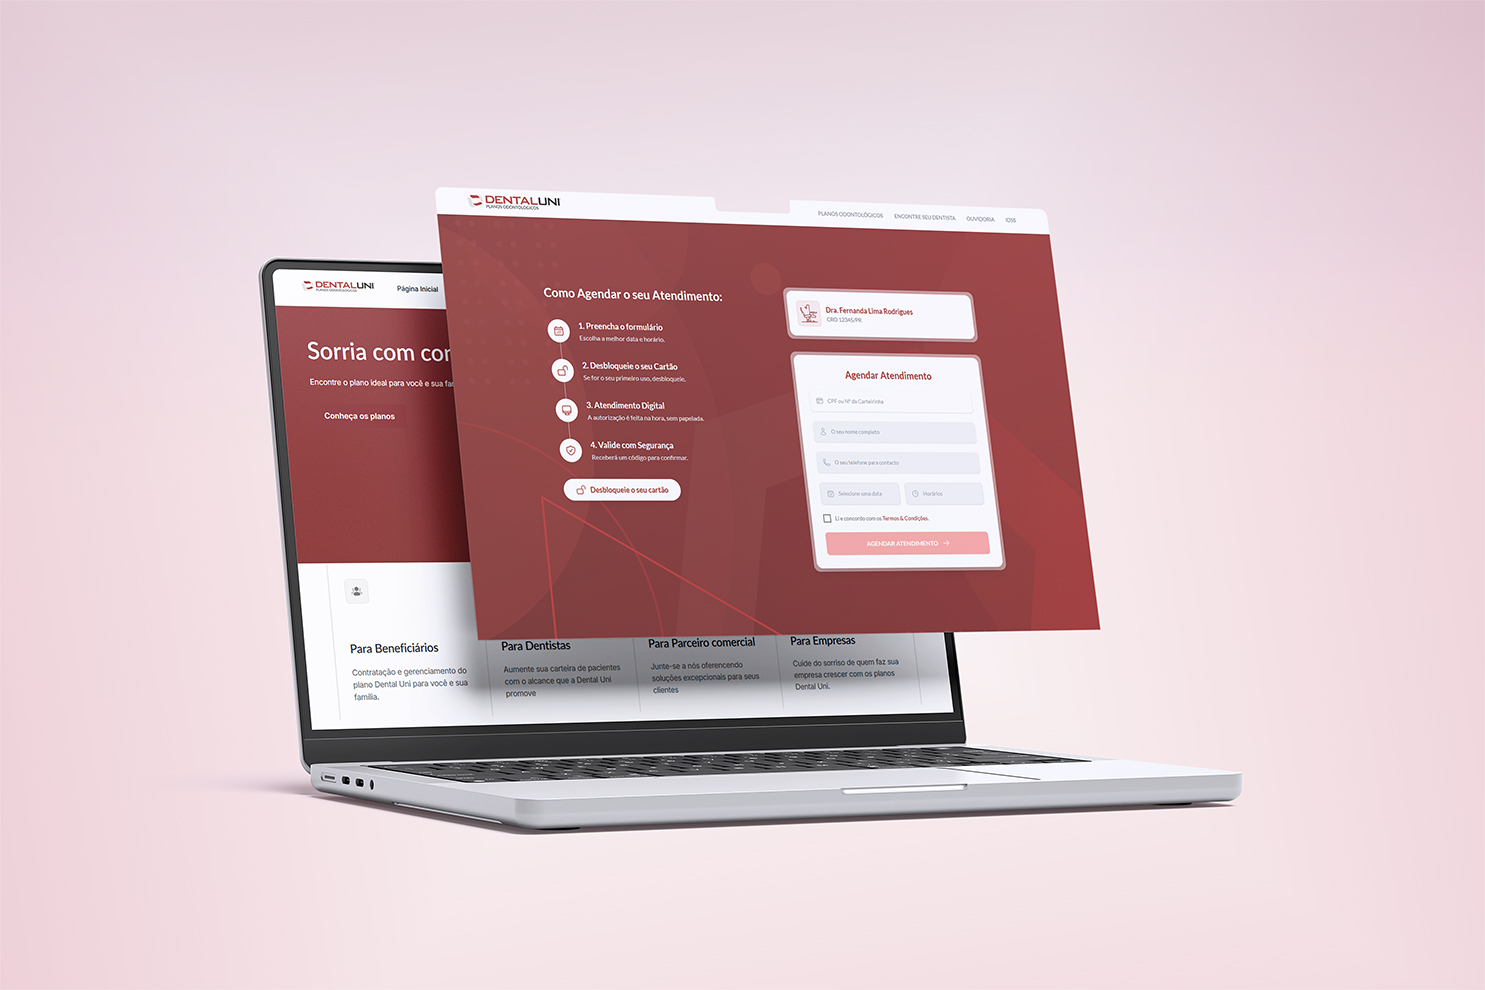 DENTALUNI
PLANOS ODONTOLÓGICOS
PLANOS ODONTOLÓGICOS
ENCONTRE SEU DENTISTA
OUVIDORIA
IDSS
Como Agendar o seu Atendimento:
1. Preencha o formulário
Escolha a melhor data e horário.
2. Desbloqueie o seu Cartão
Se for o seu primeiro uso, desbloqueie.
3. Atendimento Digital
A autorização é feita na hora, sem papelada.
4. Valide com Segurança
Receberá um código para confirmar.
Desbloqueie o seu cartão
Dra. Fernanda Lima Rodrigues
CRO 12345/PR.
Agendar Atendimento
CPF ou Nº da Carteirinha
O seu nome completo
O seu telefone para contacto
Selecione uma data
Horários
Li e concordo com os Termos & Condições.
AGENDAR ATENDIMENTO
DENTALUNI
PLANOS ODONTOLÓGICOS
Página Inicial
Sorria com con
Encontre o plano ideal para você e sua fa
Conheça os planos
Para Beneficiários
Contratação e gerenciamento do
plano Dental Uni para você e sua
família.
Para Dentistas
Aumente sua carteira de pacientes
com o alcance que a Dental Uni
promove
Para Parceiro comercial
Junte-se a nós oferencendo
soluções excepcionais para seus
clientes
Para Empresas
Cuide do sorriso de quem faz sua
empresa crescer com os planos
Dental Uni.